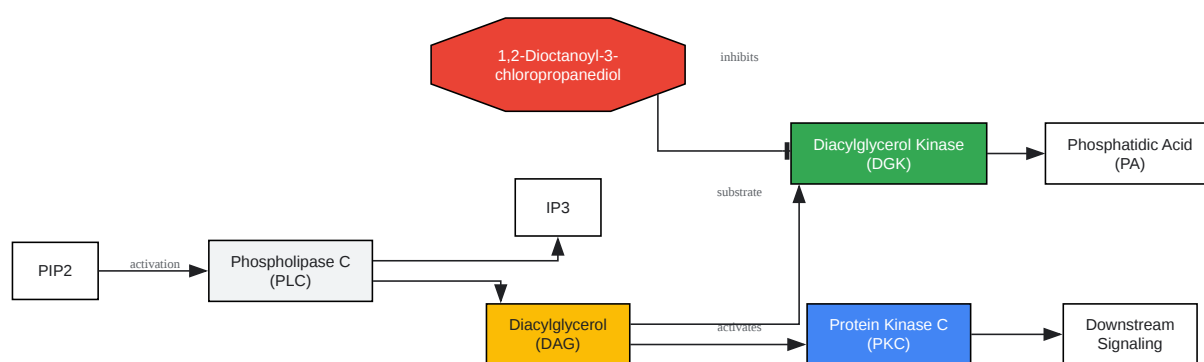 1,2-Dioctanoyl-3-
chloropropanediol
inhibits
Diacylglycerol Kinase
(DGK)
Phosphatidic Acid
(PA)
substrate
IP3
PIP2
activation
Phospholipase C
(PLC)
Diacylglycerol
(DAG)
activates
Protein Kinase C
(PKC)
Downstream
Signaling